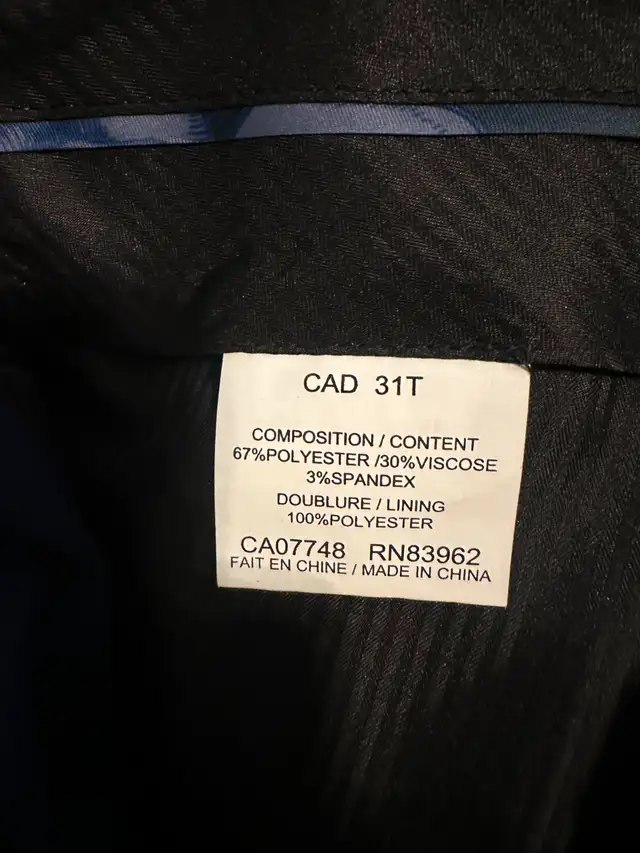 CAD 31T
COMPOSITION / CONTENT
67%POLYESTER /30%VISCOSE
3%SPANDEX
DOUBLURE / LINING
100%POLYESTER
CA07748 RN83962
FAIT EN CHINE / MADE IN CHINA